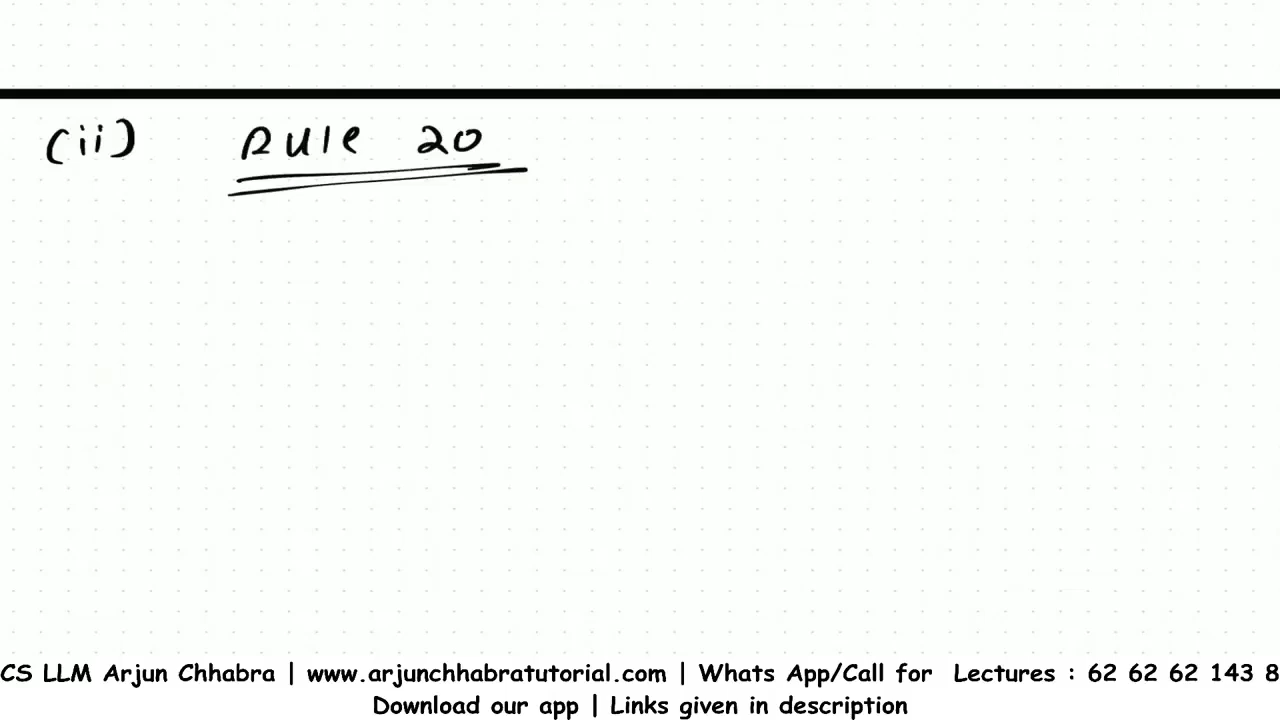 (ii) Rule 20
CS LLM Arjun Chhabra | www.arjunchhabratutorial.com | Whats App/Call for Lectures : 62 62 62 143 8
Download our app | Links given in description